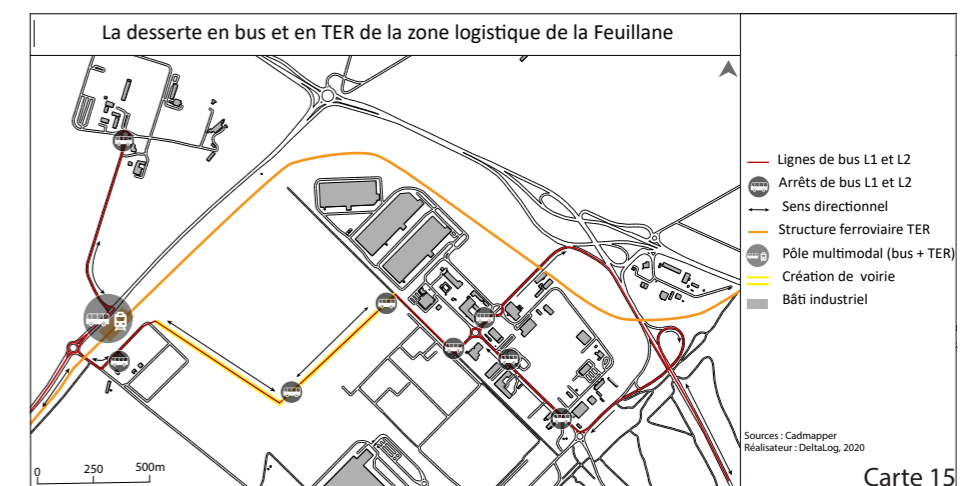 La desserte en bus et en TER de la zone logistique de la Feuillane
Lignes de bus L1 et L2
Arrêts de bus L1 et L2
Sens directionnel
Structure ferroviaire TER
Pôle multimodal (bus + TER)
Création de voirie
Bâti industriel
Sources : Cadmapper
Réalisateur : DeltaLog, 2020
Carte 15
0 250 500m